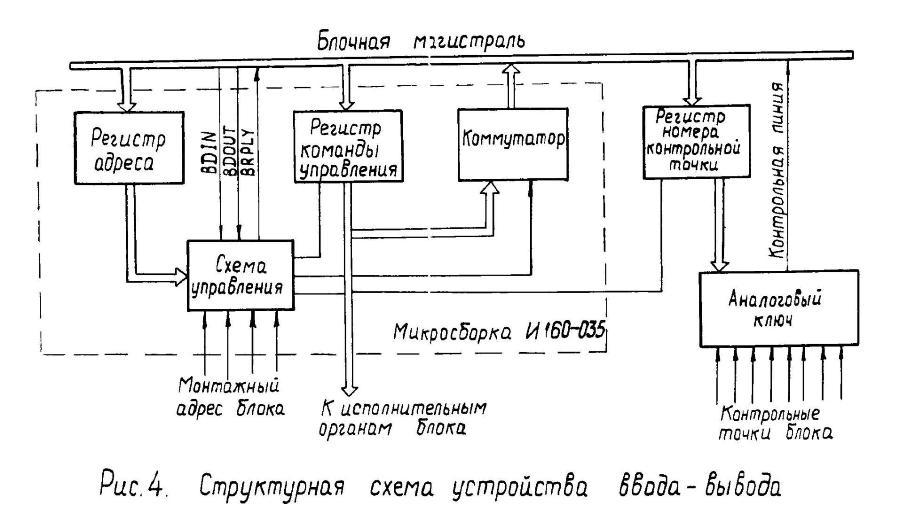 Блочная магистраль
Регистр
адреса
BDIN
BDOUT
BRPLY
Регистр
команды
управления
Коммутатор
Регистр
номера
контрольной
точки
Контрольная линия
Схема
управления
Аналоговый
ключ
Микросборка И160-035
Монтажный
адрес блока
К исполнительным
органам блока
Контрольные
точки блока
Рис.4. Структурная схема устройства ввода-вывода